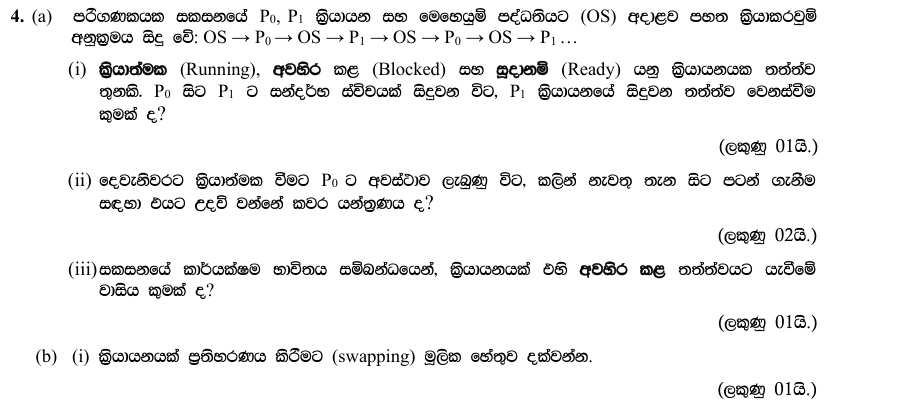 4. (a) පරිගණකයක සකසනයේ P0, P1 ක්‍රියායන සහ මෙහෙයුම් පද්ධතියට (OS) අදාළව පහත ක්‍රියාකරවුම්
අනුක්‍රමය සිදු වේ: OS → P0 → OS → P1 → OS → P0 → OS → P1 …
(i) ක්‍රියාත්මක (Running), අවහිර කළ (Blocked) සහ සූදානම් (Ready) යනු ක්‍රියායනයක තත්ත්ව
තුනකි. P0 සිට P1 ට සන්දර්භ ස්විචයක් සිදුවන විට, P1 ක්‍රියායනයේ සිදුවන තත්ත්ව වෙනස්වීම
කුමක් ද?
(ලකුණු 01යි.)
(ii) දෙවැනිවරට ක්‍රියාත්මක වීමට P0 ට අවස්ථාව ලැබුණු විට, කලින් නැවතූ තැන සිට පටන් ගැනීම
සඳහා එයට උදව් වන්නේ කවර යන්ත්‍රණය ද?
(ලකුණු 02යි.)
(iii) සකසනයේ කාර්යක්ෂම භාවිතය සම්බන්ධයෙන්, ක්‍රියායනයක් එහි අවහිර කළ තත්ත්වයට යැවීමේ
වාසිය කුමක් ද?
(ලකුණු 01යි.)
(b) (i) ක්‍රියායනයක් ප්‍රතිහරණය කිරීමට (swapping) මූලික හේතුව දක්වන්න.
(ලකුණු 01යි.)